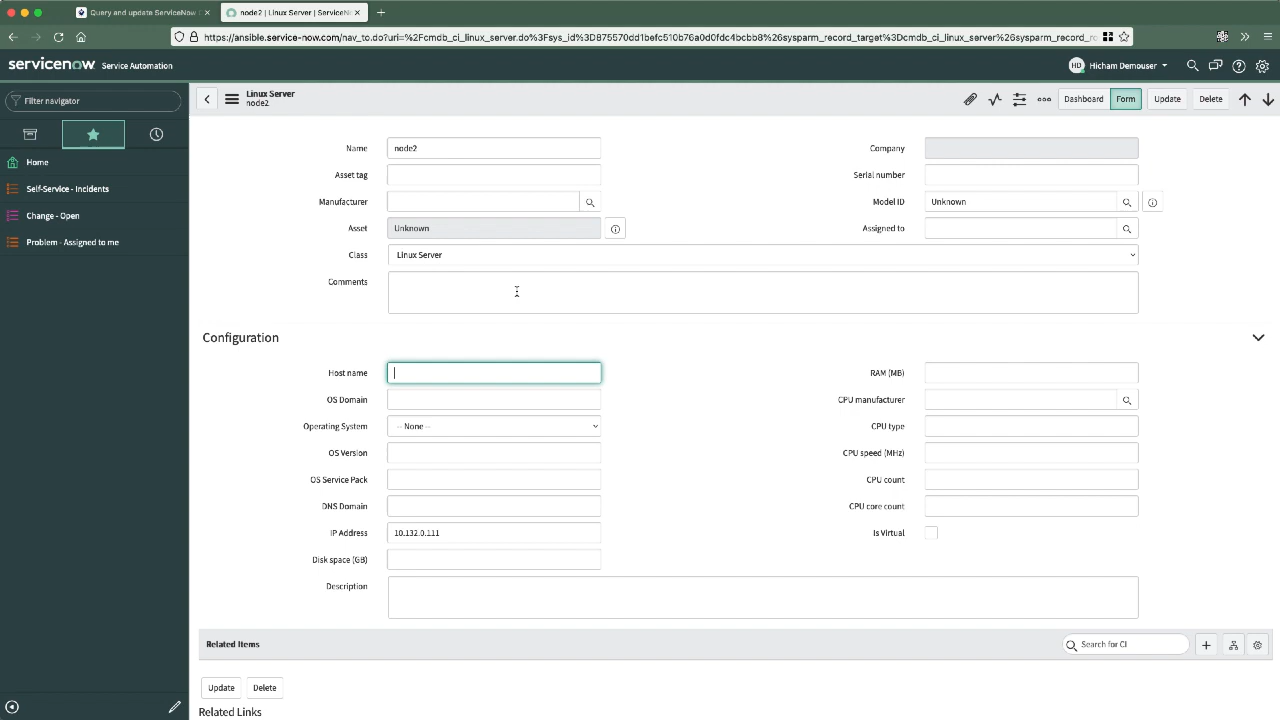 Query and update ServiceNow
node2 | Linux Server | ServiceN
https://ansible.service-now.com/nav_to.do?uri=%2Fcmdb_ci_linux_server.do%3Fsys_id%3D875570dd1befc510b76a0d0fdc4bcbb8%26sysparm_record_target%3Dcmdb_ci_linux_server%26sysparm_record_ro
servicenow Service Automation
HD Hicham Demouser
Filter navigator
Linux Server
node2
Dashboard Form Update Delete
Home
Self-Service - Incidents
Change - Open
Problem - Assigned to me
Name node2 Company
Asset tag Serial number
Manufacturer Model ID Unknown
Asset Unknown Assigned to
Class Linux Server
Comments
Configuration
Host name RAM (MB)
OS Domain CPU manufacturer
Operating System -- None -- CPU type
OS Version CPU speed (MHz)
OS Service Pack CPU count
DNS Domain CPU core count
IP Address 10.132.0.111 Is Virtual
Disk space (GB)
Description
Related Items Search for CI
Update Delete
Related Links